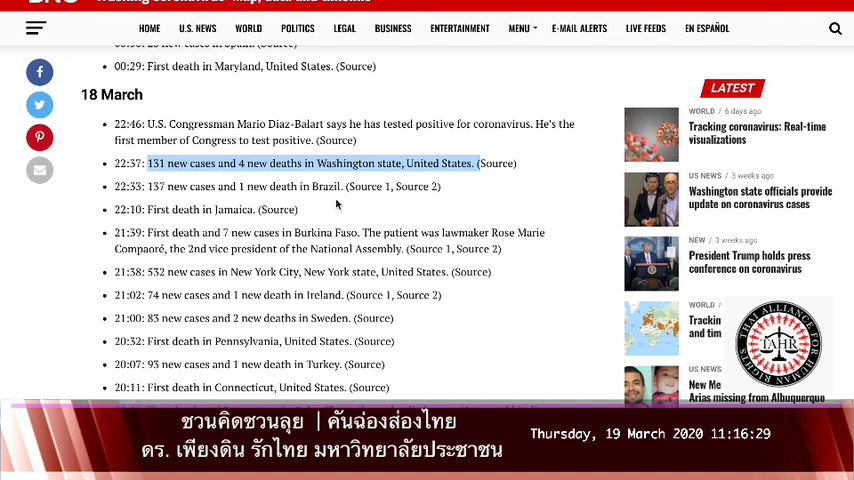 HOME U.S. NEWS WORLD POLITICS LEGAL BUSINESS ENTERTAINMENT MENU E-MAIL ALERTS LIVE FEEDS EN ESPAÑOL
00:29: First death in Maryland, United States. (Source)
18 March
22:46: U.S. Congressman Mario Diaz-Balart says he has tested positive for coronavirus. He's the
first member of Congress to test positive. (Source)
22:37: 131 new cases and 4 new deaths in Washington state, United States. (Source)
22:33: 137 new cases and 1 new death in Brazil. (Source 1, Source 2)
22:10: First death in Jamaica. (Source)
21:39: First death and 7 new cases in Burkina Faso. The patient was lawmaker Rose Marie
Compaoré, the 2nd vice president of the National Assembly. (Source 1, Source 2)
21:38: 532 new cases in New York City, New York state, United States. (Source)
21:02: 74 new cases and 1 new death in Ireland. (Source 1, Source 2)
21:00: 83 new cases and 2 new deaths in Sweden. (Source)
20:32: First death in Pennsylvania, United States. (Source)
20:07: 93 new cases and 1 new death in Turkey. (Source)
20:11: First death in Connecticut, United States. (Source)
LATEST
WORLD / 6 days ago
Tracking coronavirus: Real-time
visualizations
US NEWS / 3 weeks ago
Washington state officials provide
update on coronavirus cases
NEW / 3 weeks ago
President Trump holds press
conference on coronavirus
WORLD /
Trackin
and tim
US NEWS
New Me
Arias missing from Albuquerque
THAI ALLIANCE FOR HUMAN RIGHTS
TAHR
ชวนคิดชวนลุย | คันฉ่องส่องไทย
ดร. เพียงดิน รักไทย มหาวิทยาลัยประชาชน
Thursday, 19 March 2020 11:16:29